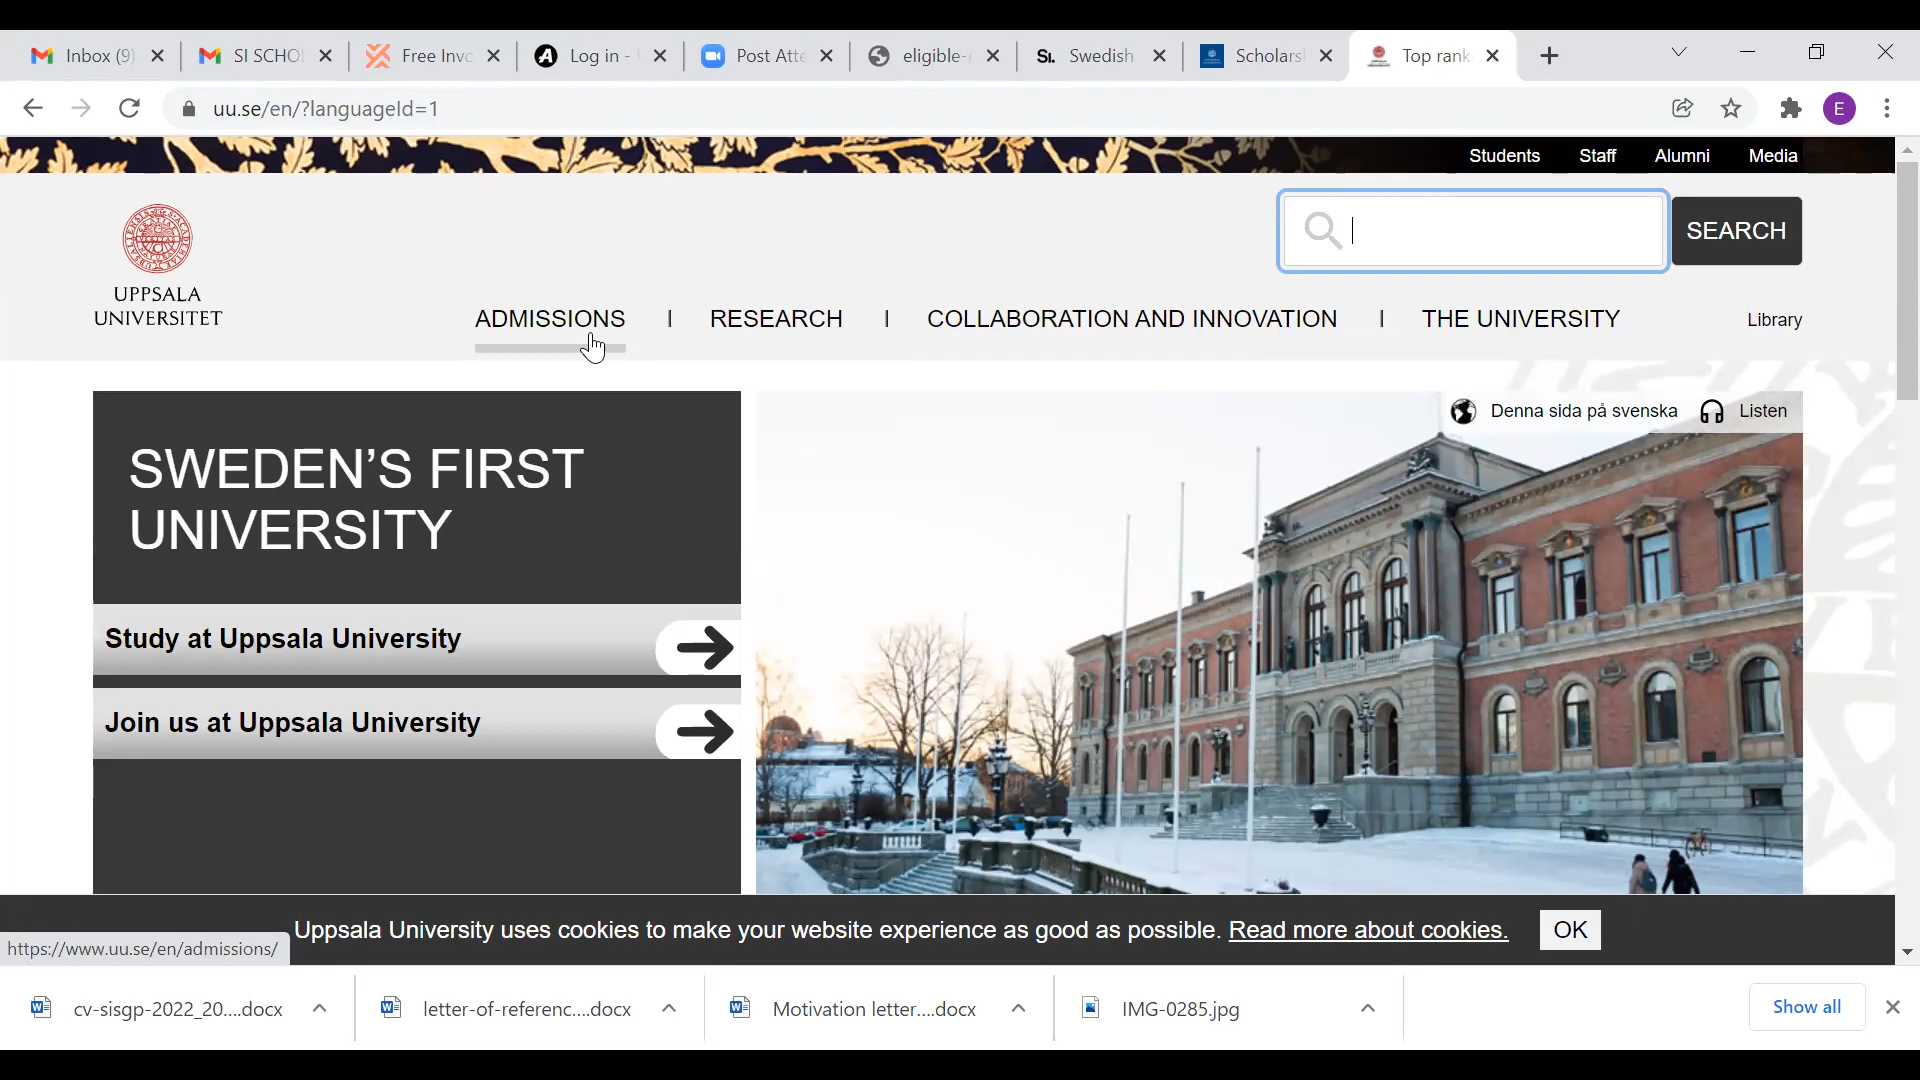 Inbox (9)
SI SCHO
Free Invc
Log in -
Post Atte
eligible-
Swedish
Scholars
Top rank
uu.se/en/?languageId=1
E
Students
Staff
Alumni
Media
SEARCH
UPPSALA
UNIVERSITET
ADMISSIONS
RESEARCH
COLLABORATION AND INNOVATION
THE UNIVERSITY
Library
Denna sida på svenska
Listen
SWEDEN'S FIRST
UNIVERSITY
Study at Uppsala University
Join us at Uppsala University
Uppsala University uses cookies to make your website experience as good as possible. Read more about cookies.
OK
https://www.uu.se/en/admissions/
cv-sisgp-2022_20....docx
letter-of-referenc....docx
Motivation letter....docx
IMG-0285.jpg
Show all